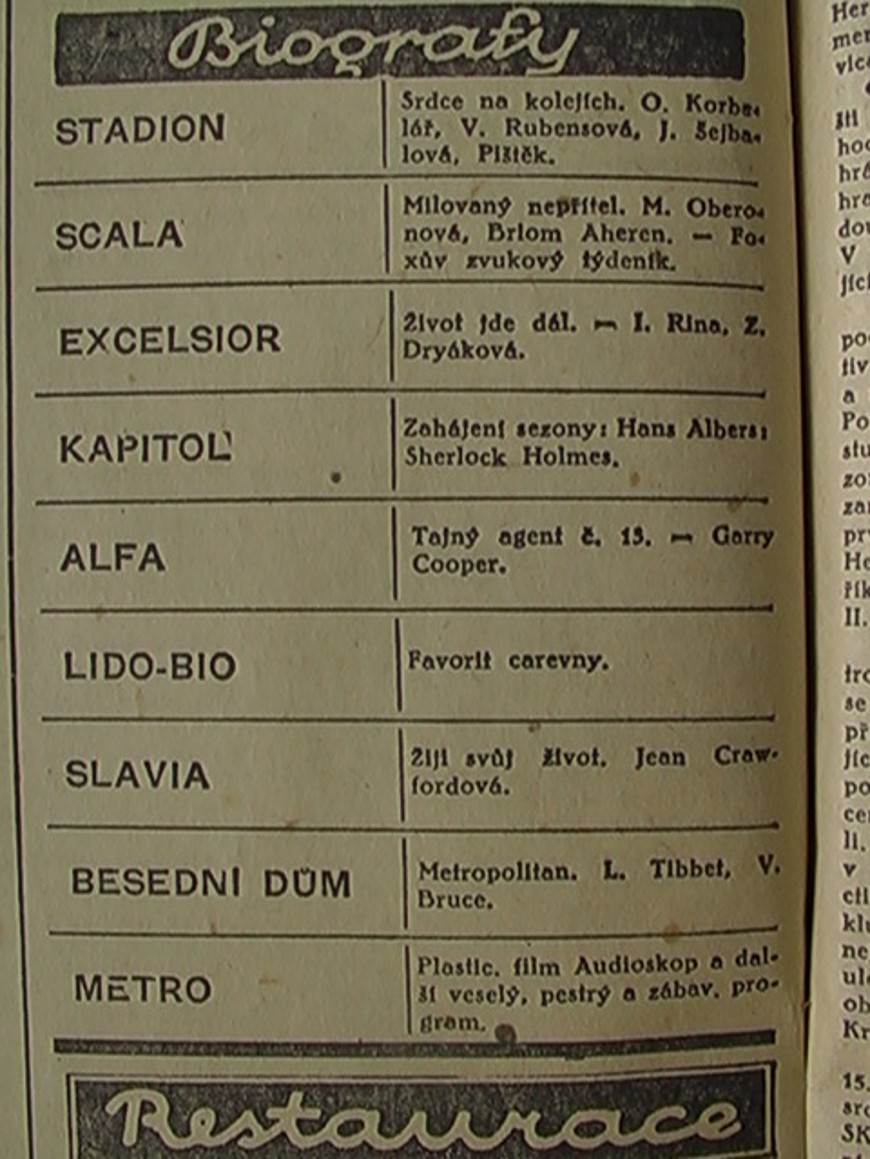 Biografy
STADION
Srdce na kolejích. O. Korbe-
lář, V. Rubensová, J. Šejba-
lová, Plštěk.
SCALA
Milovaný nepřítel. M. Obero-
nová, Briom Aheren. — Fo-
xův zvukový týdeník.
EXCELSIOR
Život jde dál. — I. Rina, Z.
Dryáková.
KAPITOL
Zahájení sezony: Hans Albers:
Sherlock Holmes.
ALFA
Tajný agent č. 13. — Garry
Cooper.
LIDO-BIO
Favorit carevny.
SLAVIA
Žiji svůj život. Jean Craw-
fordová.
BESEDNÍ DŮM
Metropolitan. L. Tibbet, V.
Bruce.
METRO
Plastic. film Audioskop a dal-
ší veselý, pestrý a zábav. pro-
gram.
Restaurace